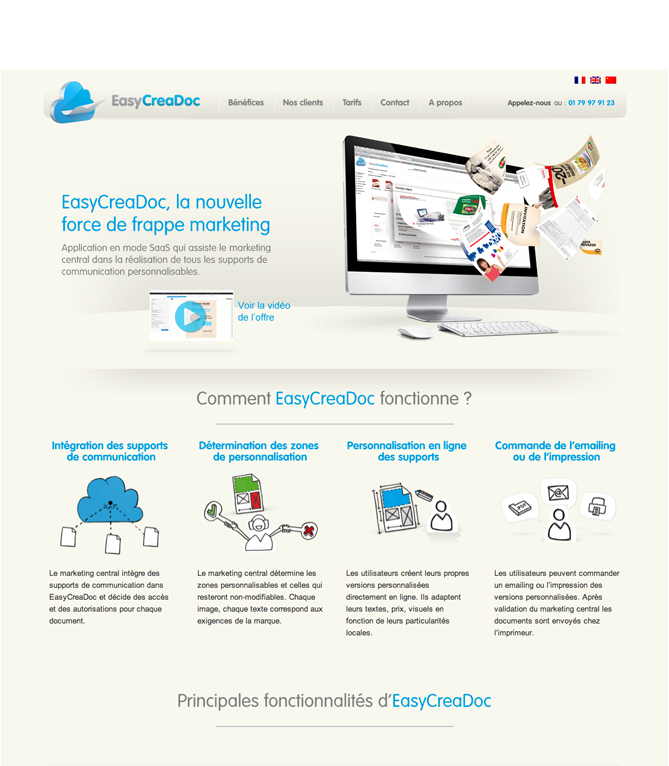 EasyCreaDoc
Bénéfices
Nos clients
Tarifs
Contact
A propos
Appelez-nous au : 01 79 97 91 23
EasyCreaDoc, la nouvelle
force de frappe marketing
Application en mode SaaS qui assiste le marketing
central dans la réalisation de tous les supports de
communication personnalisables.
INVITATION
Voir la vidéo
de l'offre
Comment EasyCreaDoc fonctionne ?
Intégration des supports
de communication
Le marketing central intègre des
supports de communication dans
EasyCreaDoc et décide des accès
et des autorisations pour chaque
document.
Détermination des zones
de personnalisation
Le marketing central détermine les
zones personnalisables et celles qui
resteront non-modifiables. Chaque
image, chaque texte correspond aux
exigences de la marque.
Personnalisation en ligne
des supports
Les utilisateurs créent leurs propres
versions personnalisées
directement en ligne. Ils adaptent
leurs textes, prix, visuels en
fonction de leurs particularités
locales.
Commande de l'emailing
ou de l'impression
Les utilisateurs peuvent commander
un emailing ou l'impression des
versions personnalisées. Après
validation du marketing central les
documents sont envoyés chez
l'imprimeur.
Principales fonctionnalités d'EasyCreaDoc